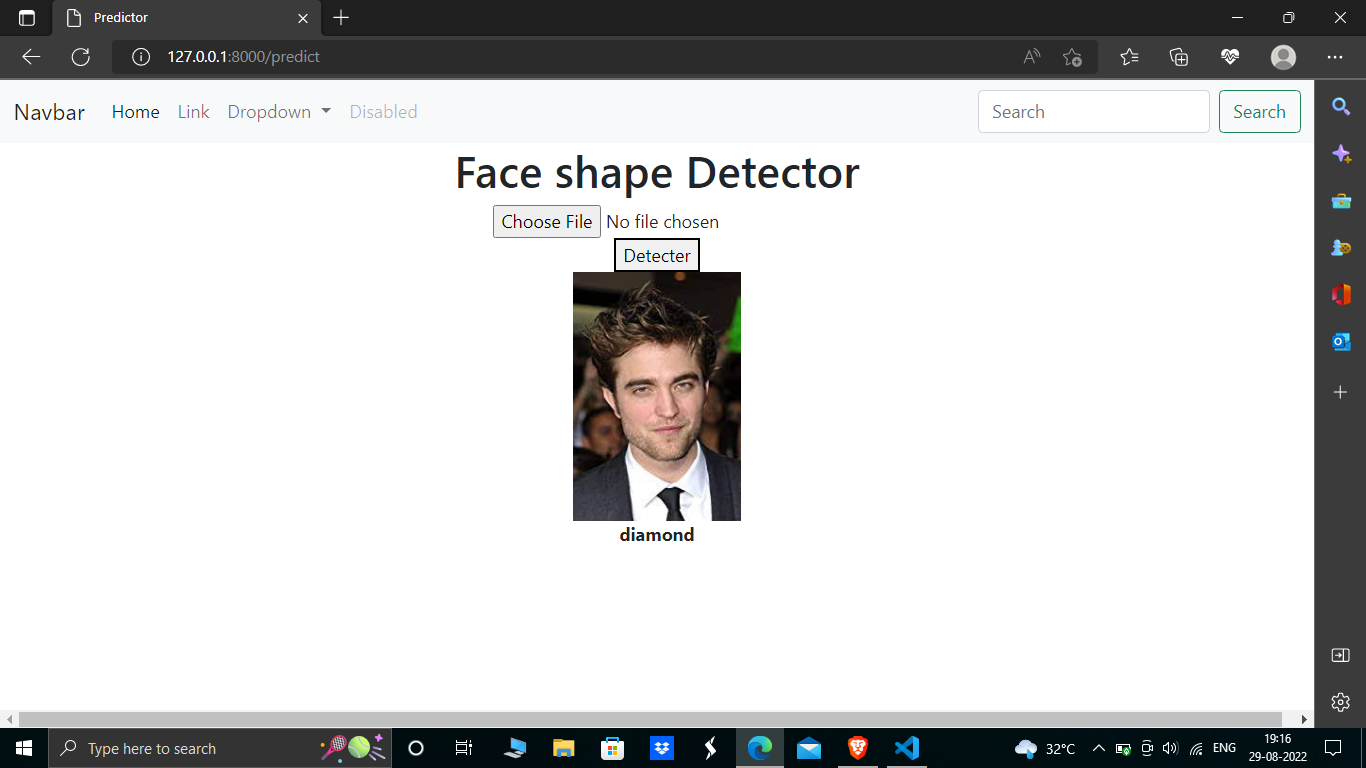 Predictor
127.0.0.1:8000/predict
Navbar Home Link Dropdown Disabled Search Search
Face shape Detector
Choose File No file chosen
Detecter
diamond
Type here to search
32°C ENG
19:16
29-08-2022